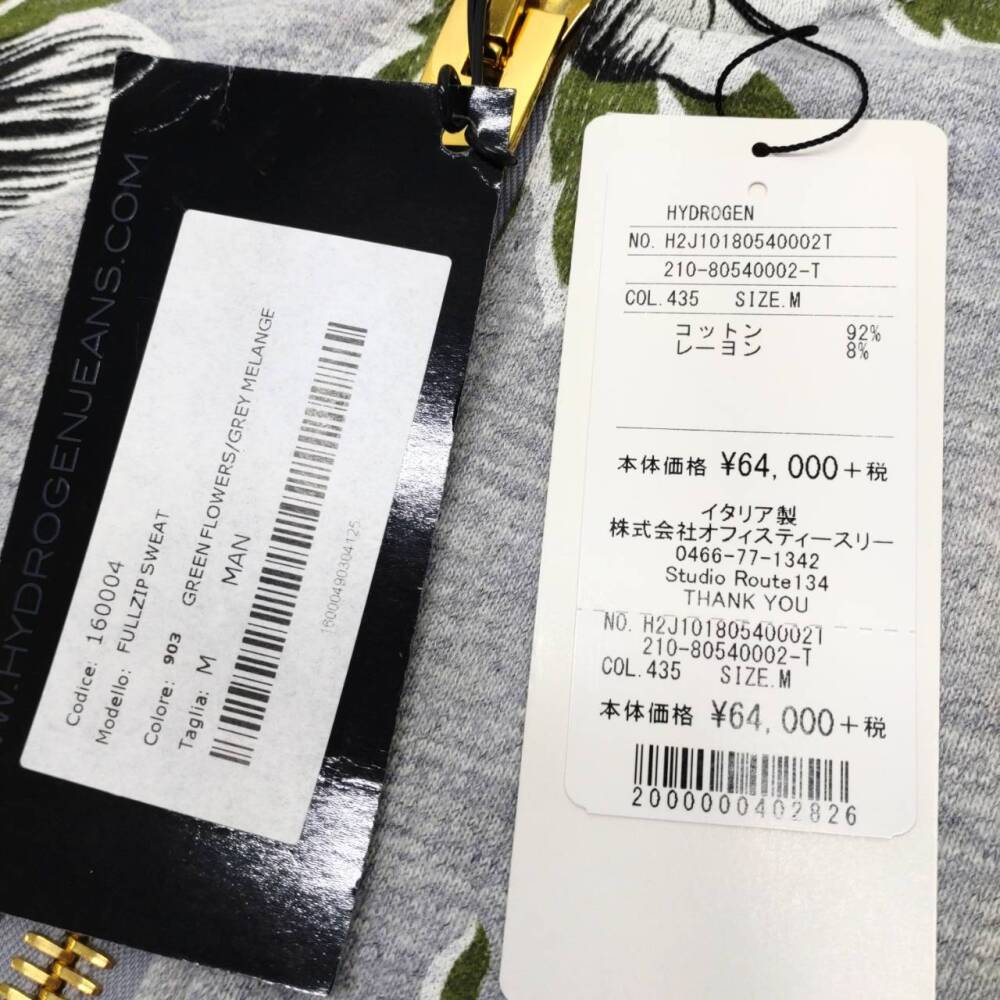 WWW.HYDROGENJEANS.COM
Codice: 160004
Modello: FULLZIP SWEAT
Colore: 903 GREEN FLOWERS/GREY MELANGE
Taglia: M MAN
16000490304125
HYDROGEN
NO. H2J10180540002T
210-80540002-T
COL.435 SIZE.M
コットン 92%
レーヨン 8%
本体価格 ¥64,000+税
イタリア製
株式会社オフィスティースリー
0466-77-1342
Studio Route134
THANK YOU
NO. H2J10180540002T
210-80540002-T
COL.435 SIZE.M
本体価格 ¥64,000+税
2000000402826